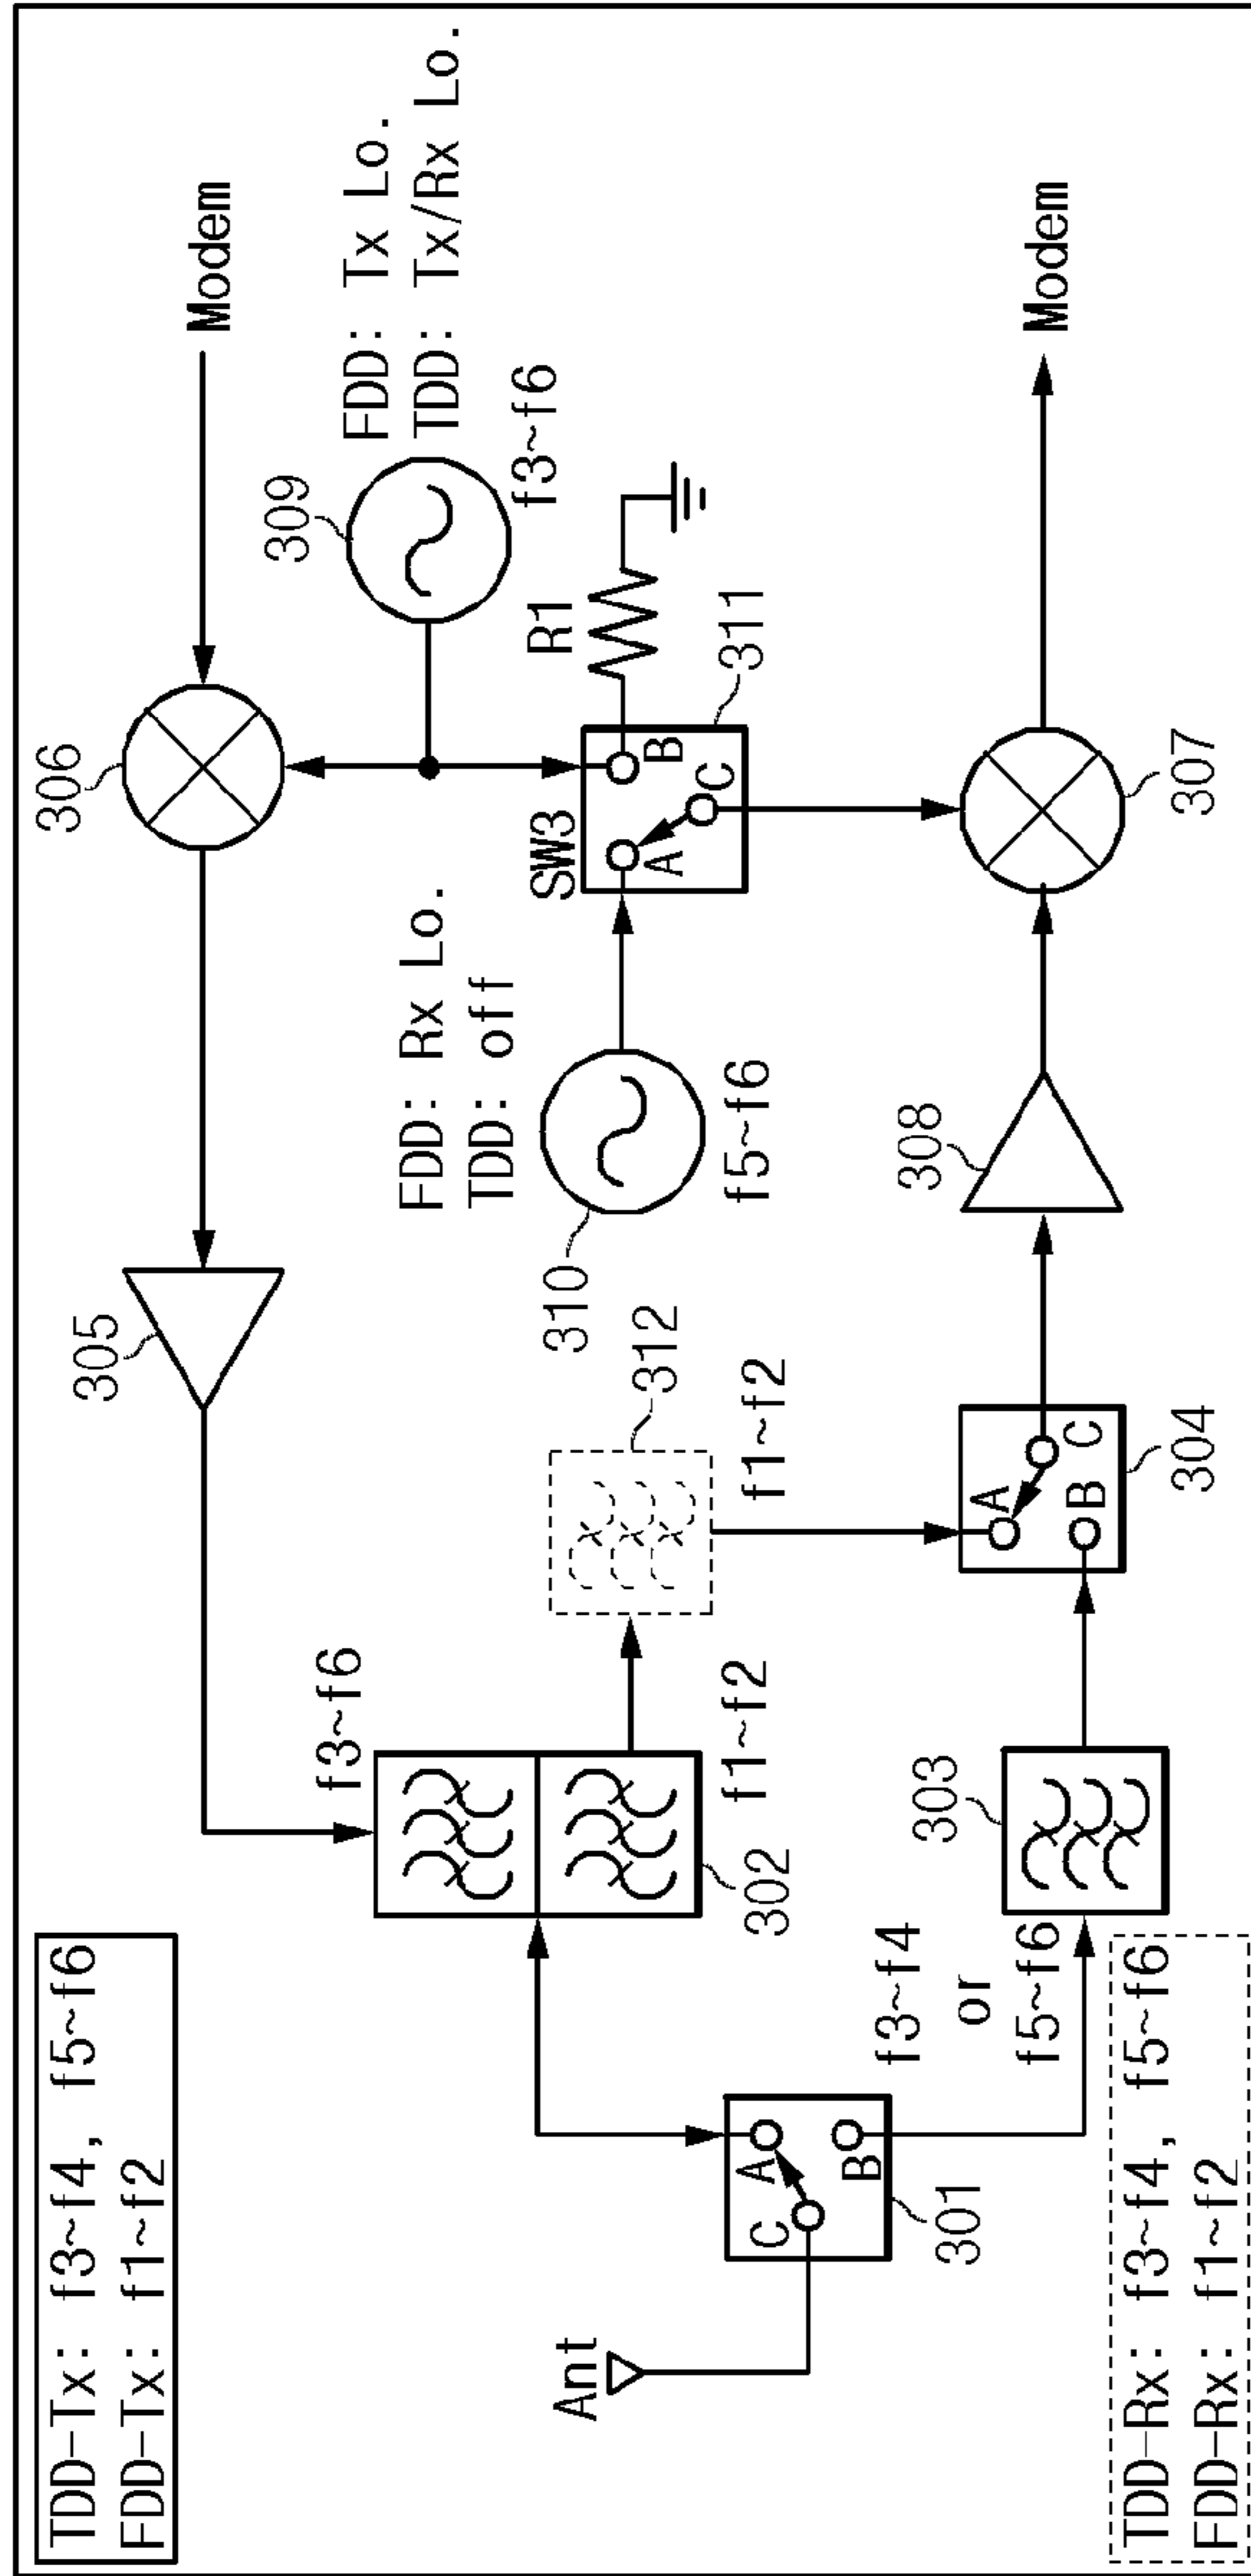 TDD-Tx: f3~f4, f5~f6
FDD-Tx: f1~f2
305
306
Modem
f3~f6
FDD: Tx Lo.
TDD: Tx/Rx Lo.
309
f3~f6
FDD: Rx Lo.
TDD: off
SW3
R1
310
f5~f6
A
B
C
311
312
f1~f2
f1~f2
302
Ant
C
A
B
301
f3~f4
or
f5~f6
303
A
B
C
304
308
307
Modem
TDD-Rx: f3~f4, f5~f6
FDD-Rx: f1~f2